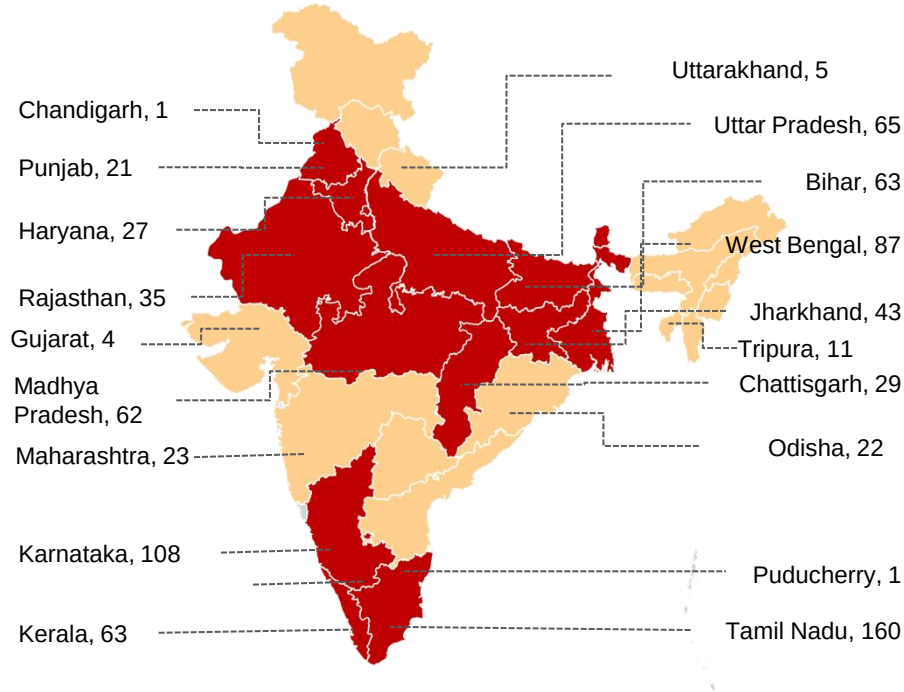 Uttarakhand, 5
Chandigarh, 1
Uttar Pradesh, 65
Punjab, 21
Bihar, 63
Haryana, 27
West Bengal, 87
Rajasthan, 35
Jharkhand, 43
Gujarat, 4
Tripura, 11
Madhya
Pradesh, 62
Chattisgarh, 29
Maharashtra, 23
Odisha, 22
Karnataka, 108
Puducherry, 1
Kerala, 63
Tamil Nadu, 160